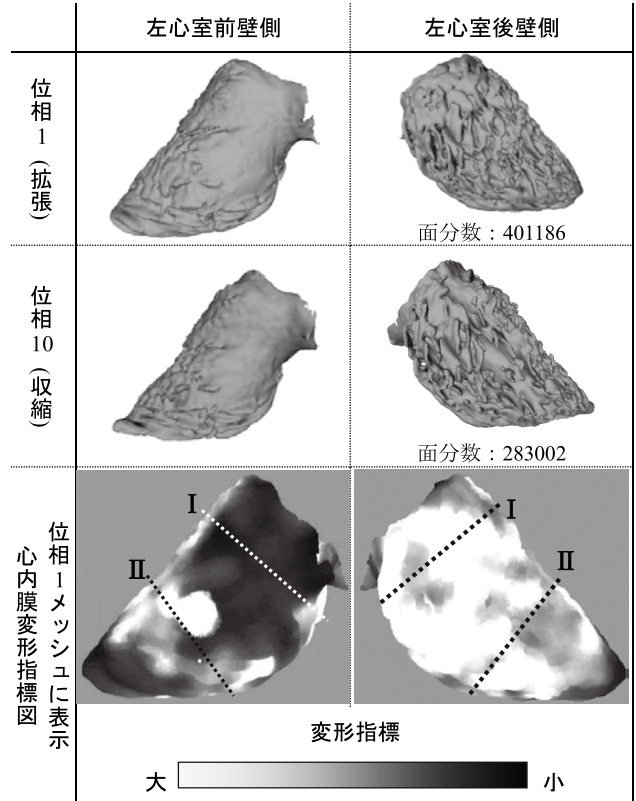 左心室前壁側
左心室後壁側
位相1(拡張)
面分数：401186
位相10(収縮)
面分数：283002
位相1メッシュに表示
心内膜変形指標図
I
II
I
II
変形指標
大
小